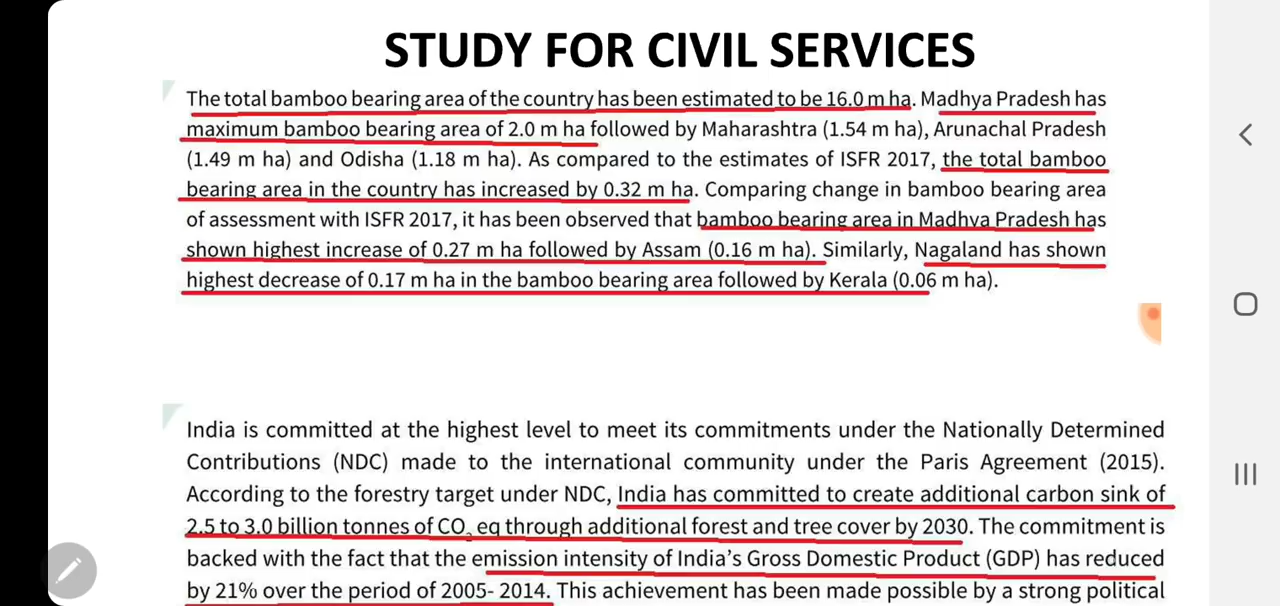 STUDY FOR CIVIL SERVICES
The total bamboo bearing area of the country has been estimated to be 16.0 m ha. Madhya Pradesh has
maximum bamboo bearing area of 2.0 m ha followed by Maharashtra (1.54 m ha), Arunachal Pradesh
(1.49 m ha) and Odisha (1.18 m ha). As compared to the estimates of ISFR 2017, the total bamboo
bearing area in the country has increased by 0.32 m ha. Comparing change in bamboo bearing area
of assessment with ISFR 2017, it has been observed that bamboo bearing area in Madhya Pradesh has
shown highest increase of 0.27 m ha followed by Assam (0.16 m ha). Similarly, Nagaland has shown
highest decrease of 0.17 m ha in the bamboo bearing area followed by Kerala (0.06 m ha).
India is committed at the highest level to meet its commitments under the Nationally Determined
Contributions (NDC) made to the international community under the Paris Agreement (2015).
According to the forestry target under NDC, India has committed to create additional carbon sink of
2.5 to 3.0 billion tonnes of CO₂ eq through additional forest and tree cover by 2030. The commitment is
backed with the fact that the emission intensity of India's Gross Domestic Product (GDP) has reduced
by 21% over the period of 2005- 2014. This achievement has been made possible by a strong political